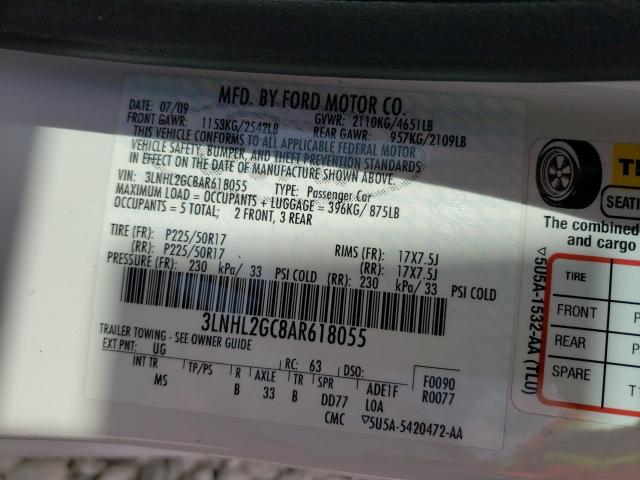 MFD. BY FORD MOTOR CO.
DATE: 07/09 GVWR: 2110KG/4651LB
FRONT GAWR: 1153KG/2542LB REAR GAWR: 957KG/2109LB
THIS VEHICLE CONFORMS TO ALL APPLICABLE FEDERAL MOTOR
VEHICLE SAFETY, BUMPER, AND THEFT PREVENTION STANDARDS
IN EFFECT ON THE DATE OF MANUFACTURE SHOWN ABOVE
VIN: 3LNHL2GC8AR618055 TYPE: Passenger Car
MAXIMUM LOAD = OCCUPANTS + LUGGAGE = 396KG/ 875LB
OCCUPANTS = 5 TOTAL; 2 FRONT, 3 REAR
TIRE (FR): P225/50R17 RIMS (FR): 17X7.5J
(RR): P225/50R17 (RR): 17X7.5J
PRESSURE (FR): 230 kPa/ 33 PSI COLD (RR): 230 kPa/ 33 PSI COLD
3LNHL2GC8AR618055
TRAILER TOWING - SEE OWNER GUIDE
EXT PNT: UG RC: 63 DSO: F0090
INT TR TP/PS R AXLE TR SPR ADE1F R0077
MS B 33 B DD77 LOA
CMC ▽5U5A-5420472-AA
▽5U5A-1532-AA (TL0)
SEATI
The combined
and cargo
TIRE
FRONT P
REAR P
SPARE T1